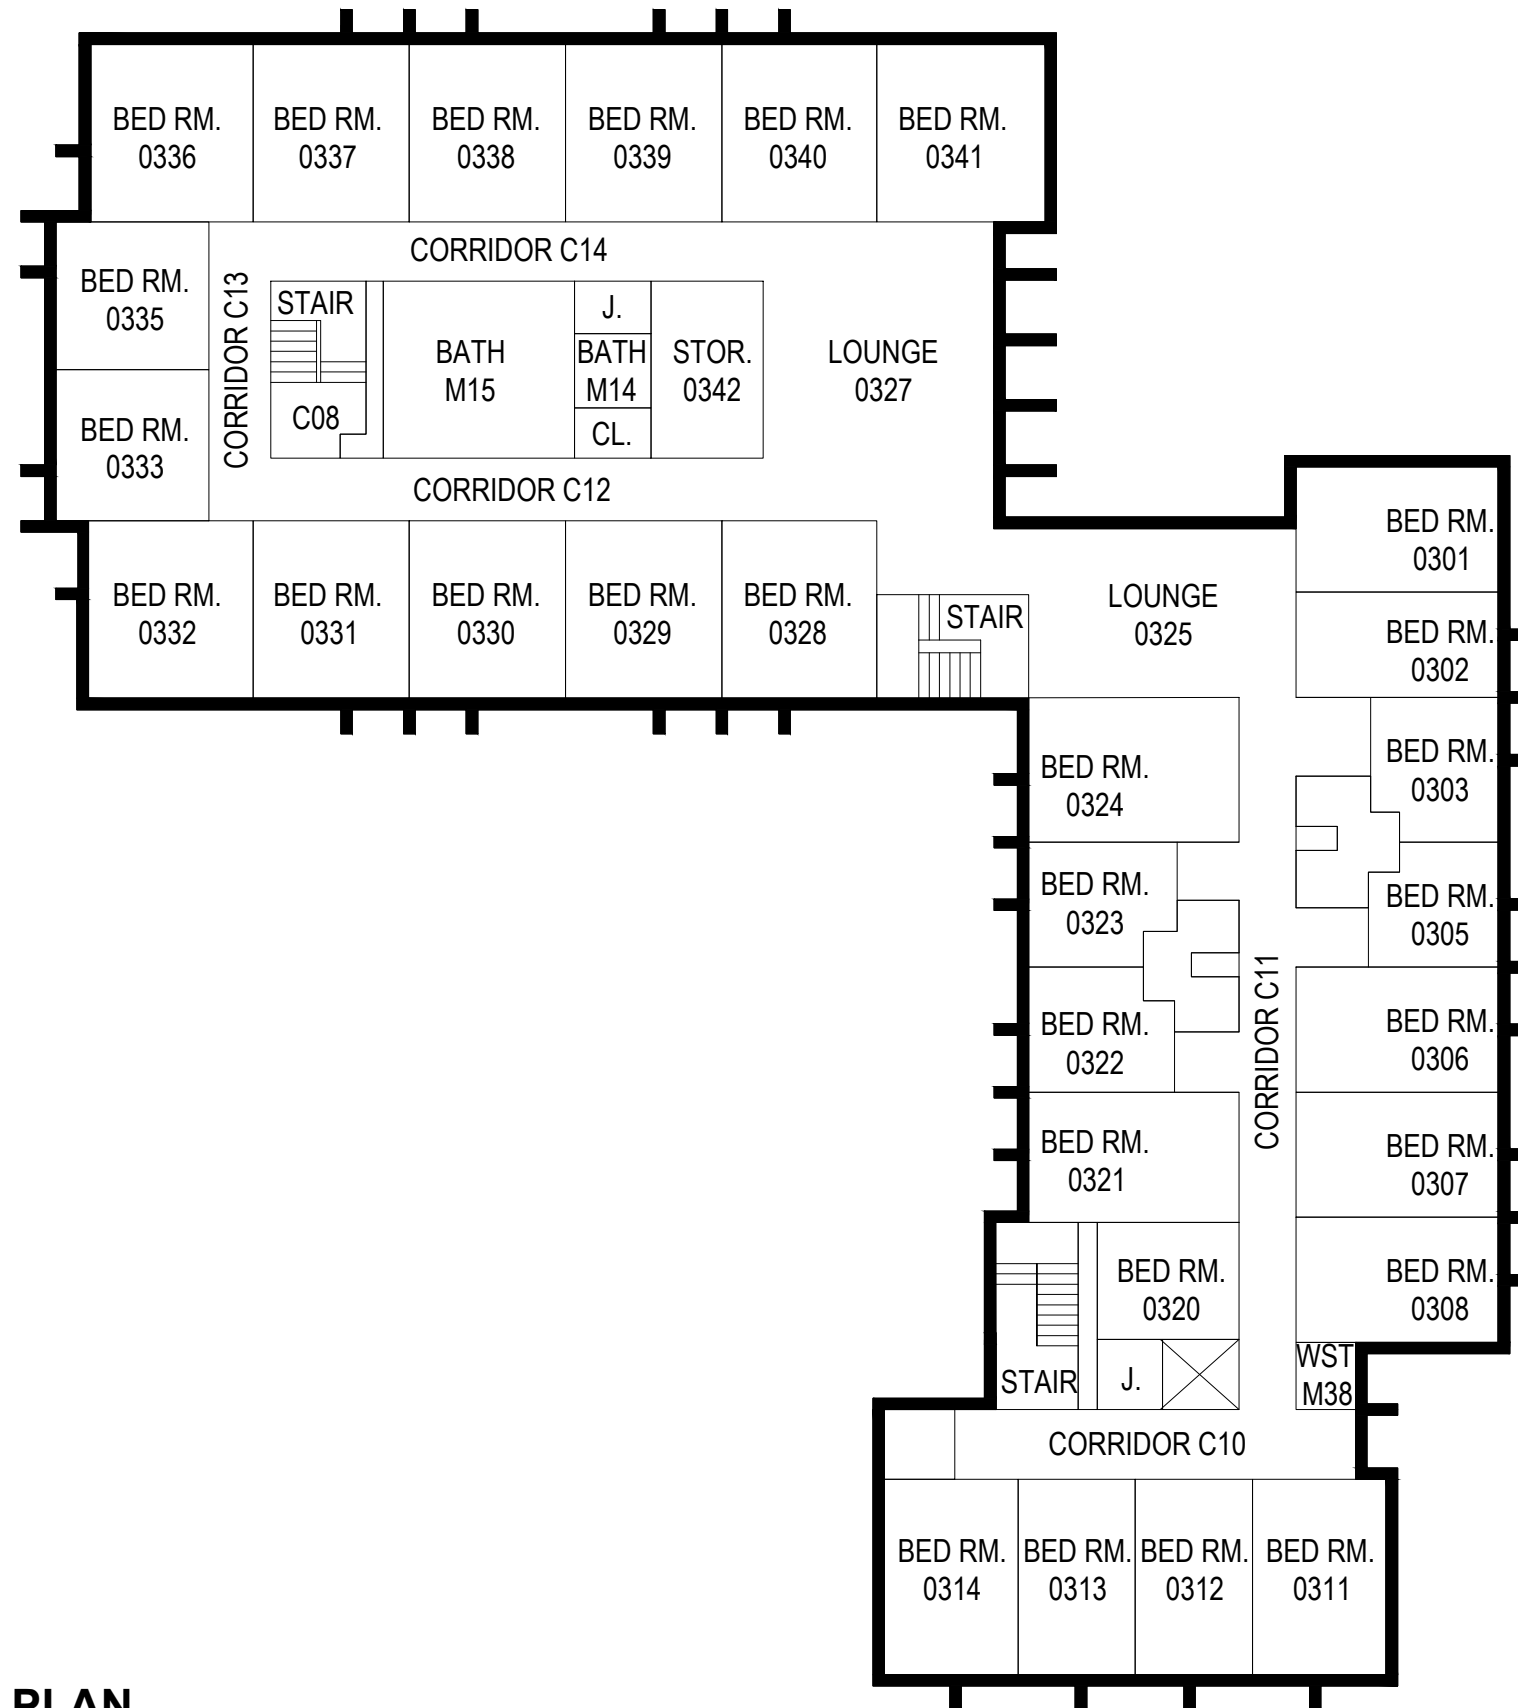 BED RM.
0336
BED RM.
0337
BED RM.
0338
BED RM.
0339
BED RM.
0340
BED RM.
0341
CORRIDOR C14
BED RM.
0335
CORRIDOR C13
STAIR
C08
BATH
M15
J.
BATH
M14
CL.
STOR.
0342
LOUNGE
0327
BED RM.
0333
CORRIDOR C12
BED RM.
0332
BED RM.
0331
BED RM.
0330
BED RM.
0329
BED RM.
0328
STAIR
LOUNGE
0325
BED RM.
0301
BED RM.
0302
BED RM.
0324
BED RM.
0303
BED RM.
0323
BED RM.
0305
BED RM.
0322
CORRIDOR C11
BED RM.
0306
BED RM.
0321
BED RM.
0307
BED RM.
0320
BED RM.
0308
STAIR
J.
WST
M38
CORRIDOR C10
BED RM.
0314
BED RM.
0313
BED RM.
0312
BED RM.
0311
PLAN